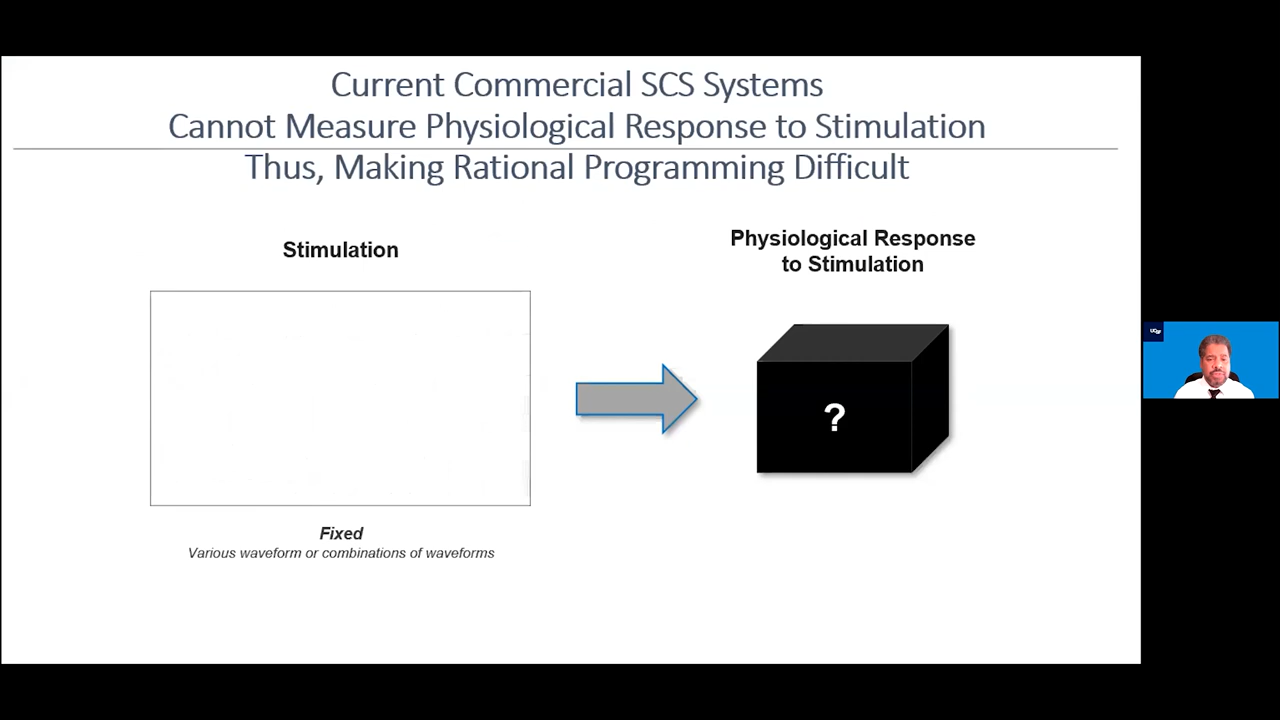 Current Commercial SCS Systems
Cannot Measure Physiological Response to Stimulation
Thus, Making Rational Programming Difficult
Stimulation
Physiological Response
to Stimulation
?
Fixed
Various waveform or combinations of waveforms
UCSF